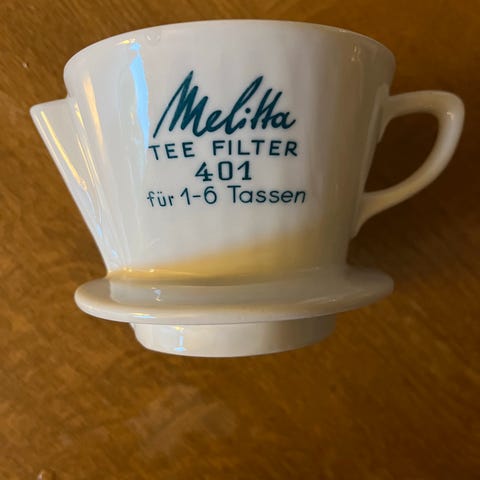 Melitta
TEE FILTER
401
für 1-6 Tassen